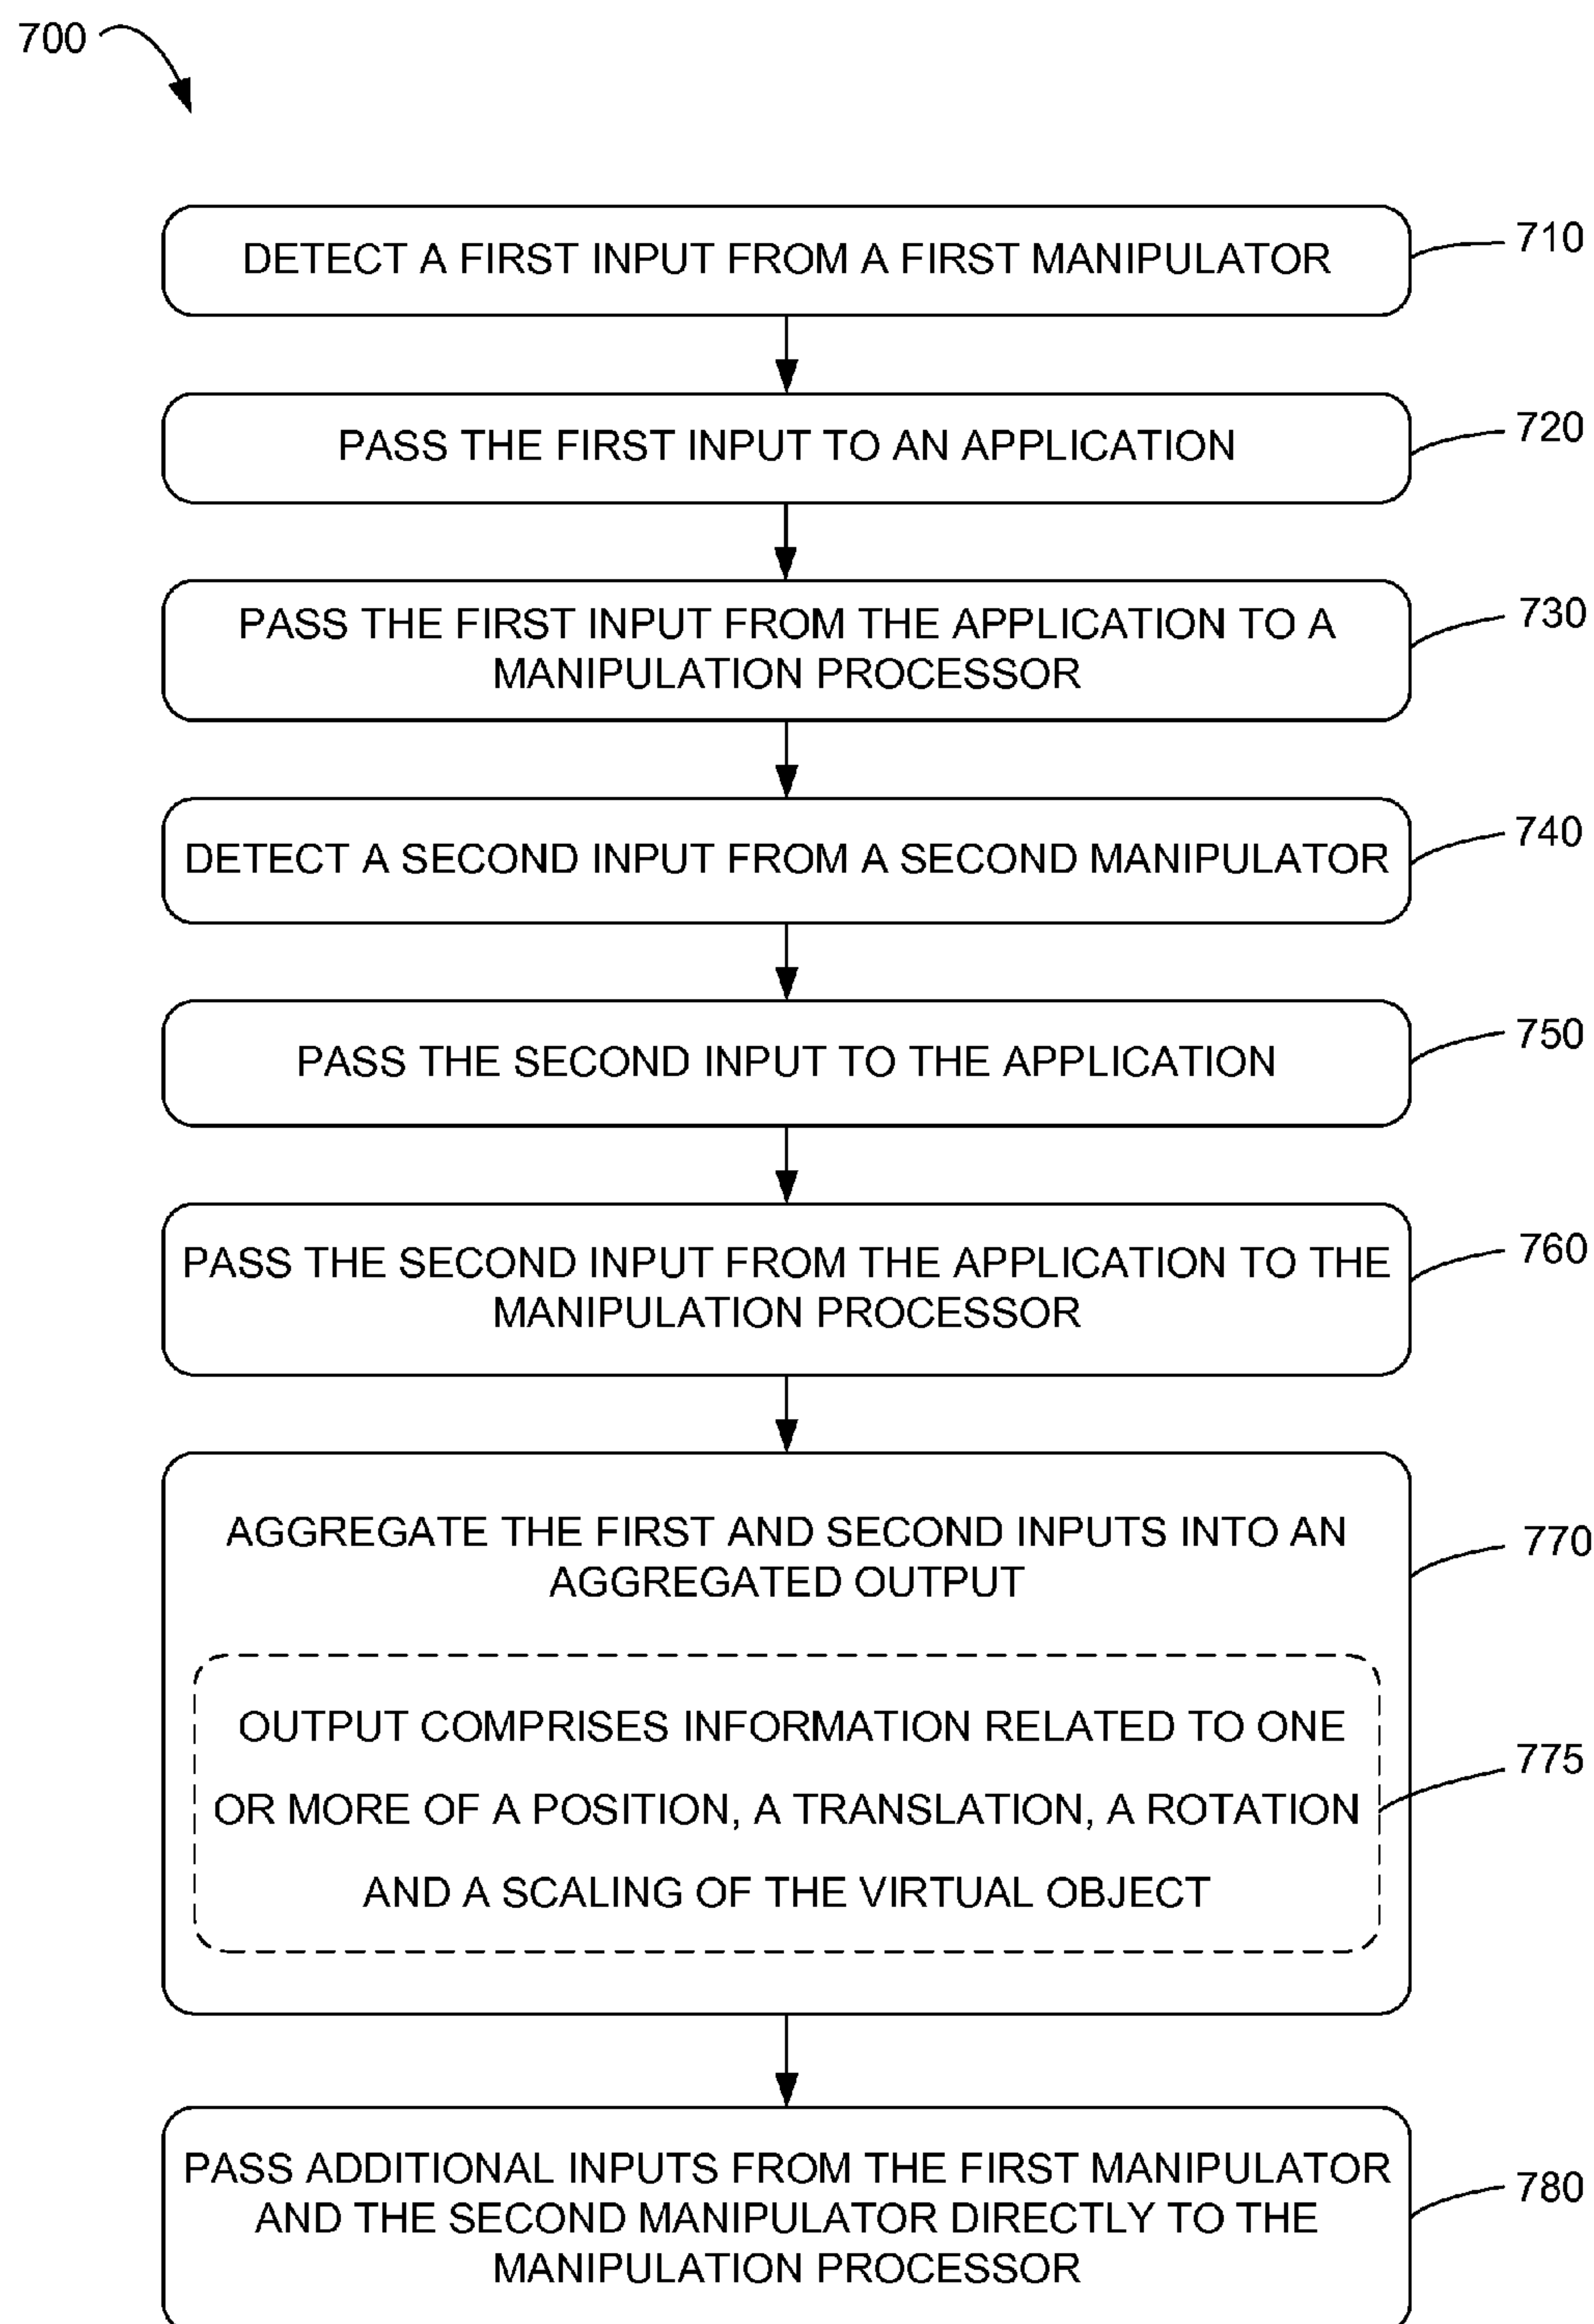 700
DETECT A FIRST INPUT FROM A FIRST MANIPULATOR
710
PASS THE FIRST INPUT TO AN APPLICATION
720
PASS THE FIRST INPUT FROM THE APPLICATION TO A
MANIPULATION PROCESSOR
730
DETECT A SECOND INPUT FROM A SECOND MANIPULATOR
740
PASS THE SECOND INPUT TO THE APPLICATION
750
PASS THE SECOND INPUT FROM THE APPLICATION TO THE
MANIPULATION PROCESSOR
760
AGGREGATE THE FIRST AND SECOND INPUTS INTO AN
AGGREGATED OUTPUT
770
OUTPUT COMPRISES INFORMATION RELATED TO ONE
OR MORE OF A POSITION, A TRANSLATION, A ROTATION
AND A SCALING OF THE VIRTUAL OBJECT
775
PASS ADDITIONAL INPUTS FROM THE FIRST MANIPULATOR
AND THE SECOND MANIPULATOR DIRECTLY TO THE
MANIPULATION PROCESSOR
780